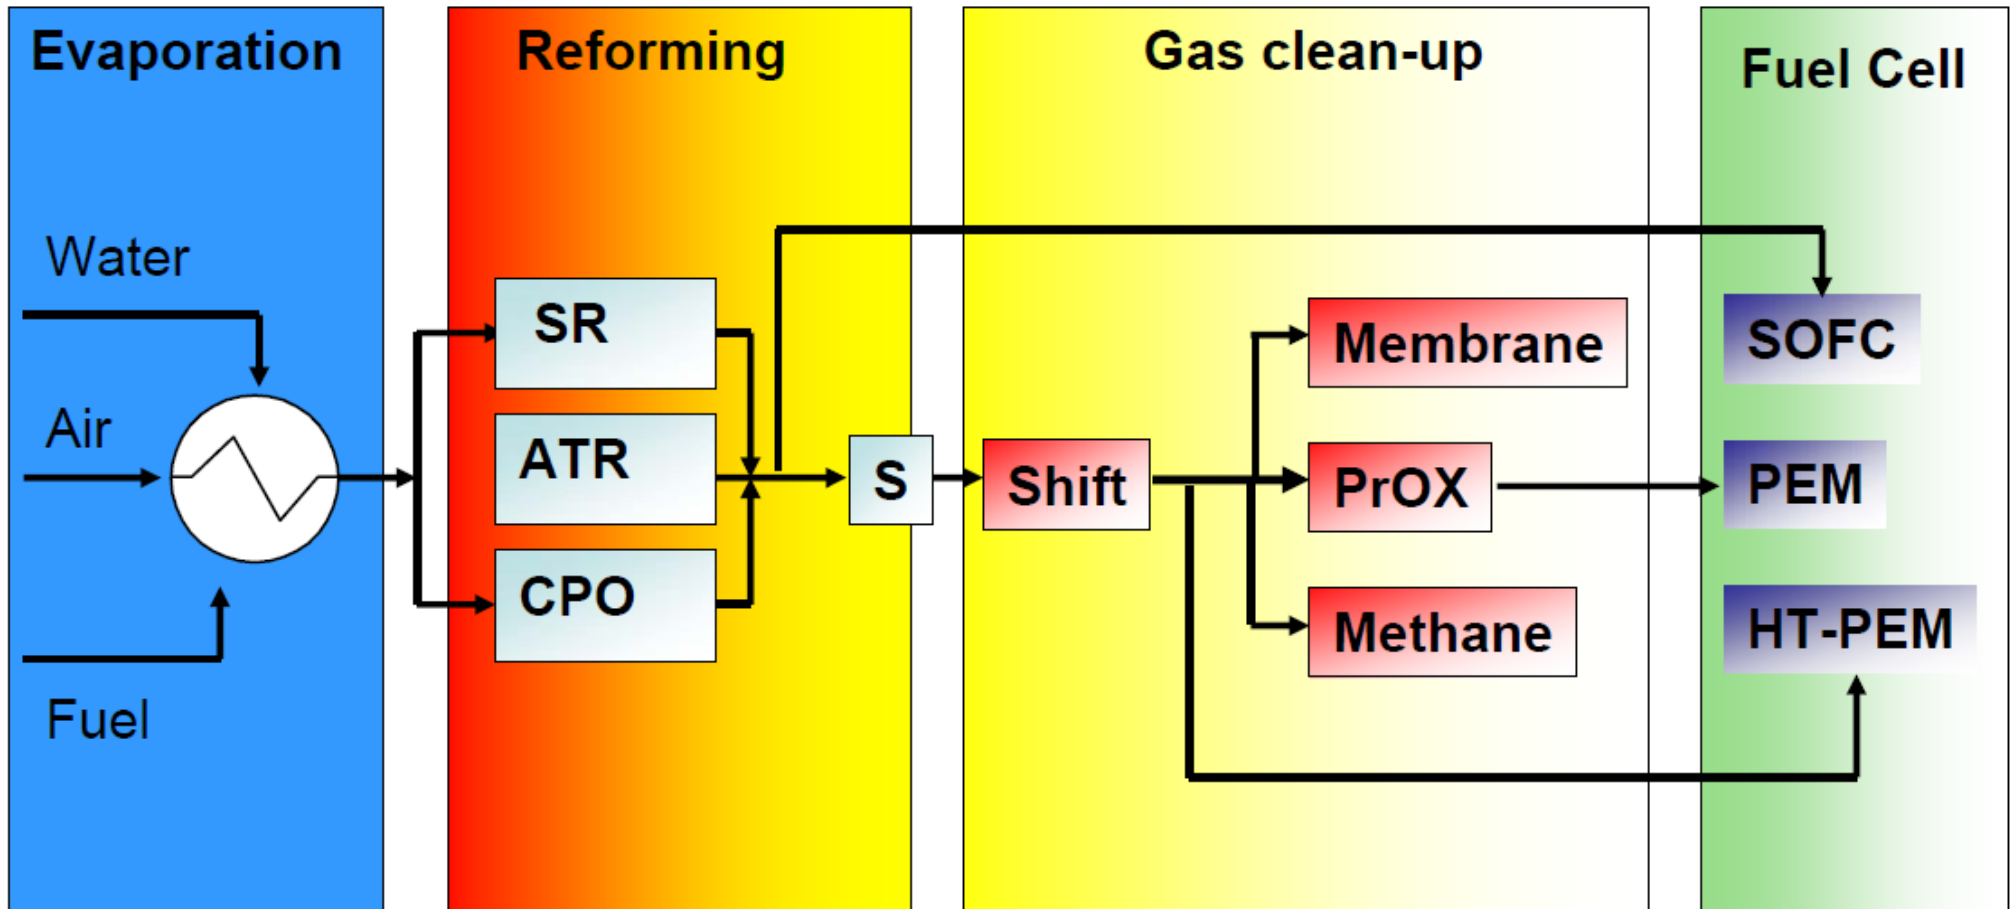 Evaporation
Reforming
Gas clean-up
Fuel Cell
Water
Air
Fuel
SR
ATR
CPO
S
Shift
Membrane
PrOX
Methane
SOFC
PEM
HT-PEM